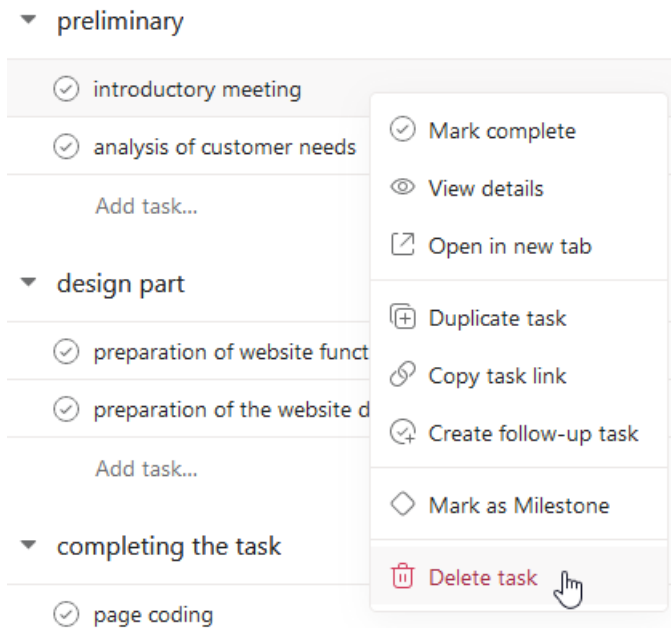 preliminary
introductory meeting
analysis of customer needs
Add task...
design part
preparation of website funct
preparation of the website d
Add task...
completing the task
page coding
Mark complete
View details
Open in new tab
Duplicate task
Copy task link
Create follow-up task
Mark as Milestone
Delete task